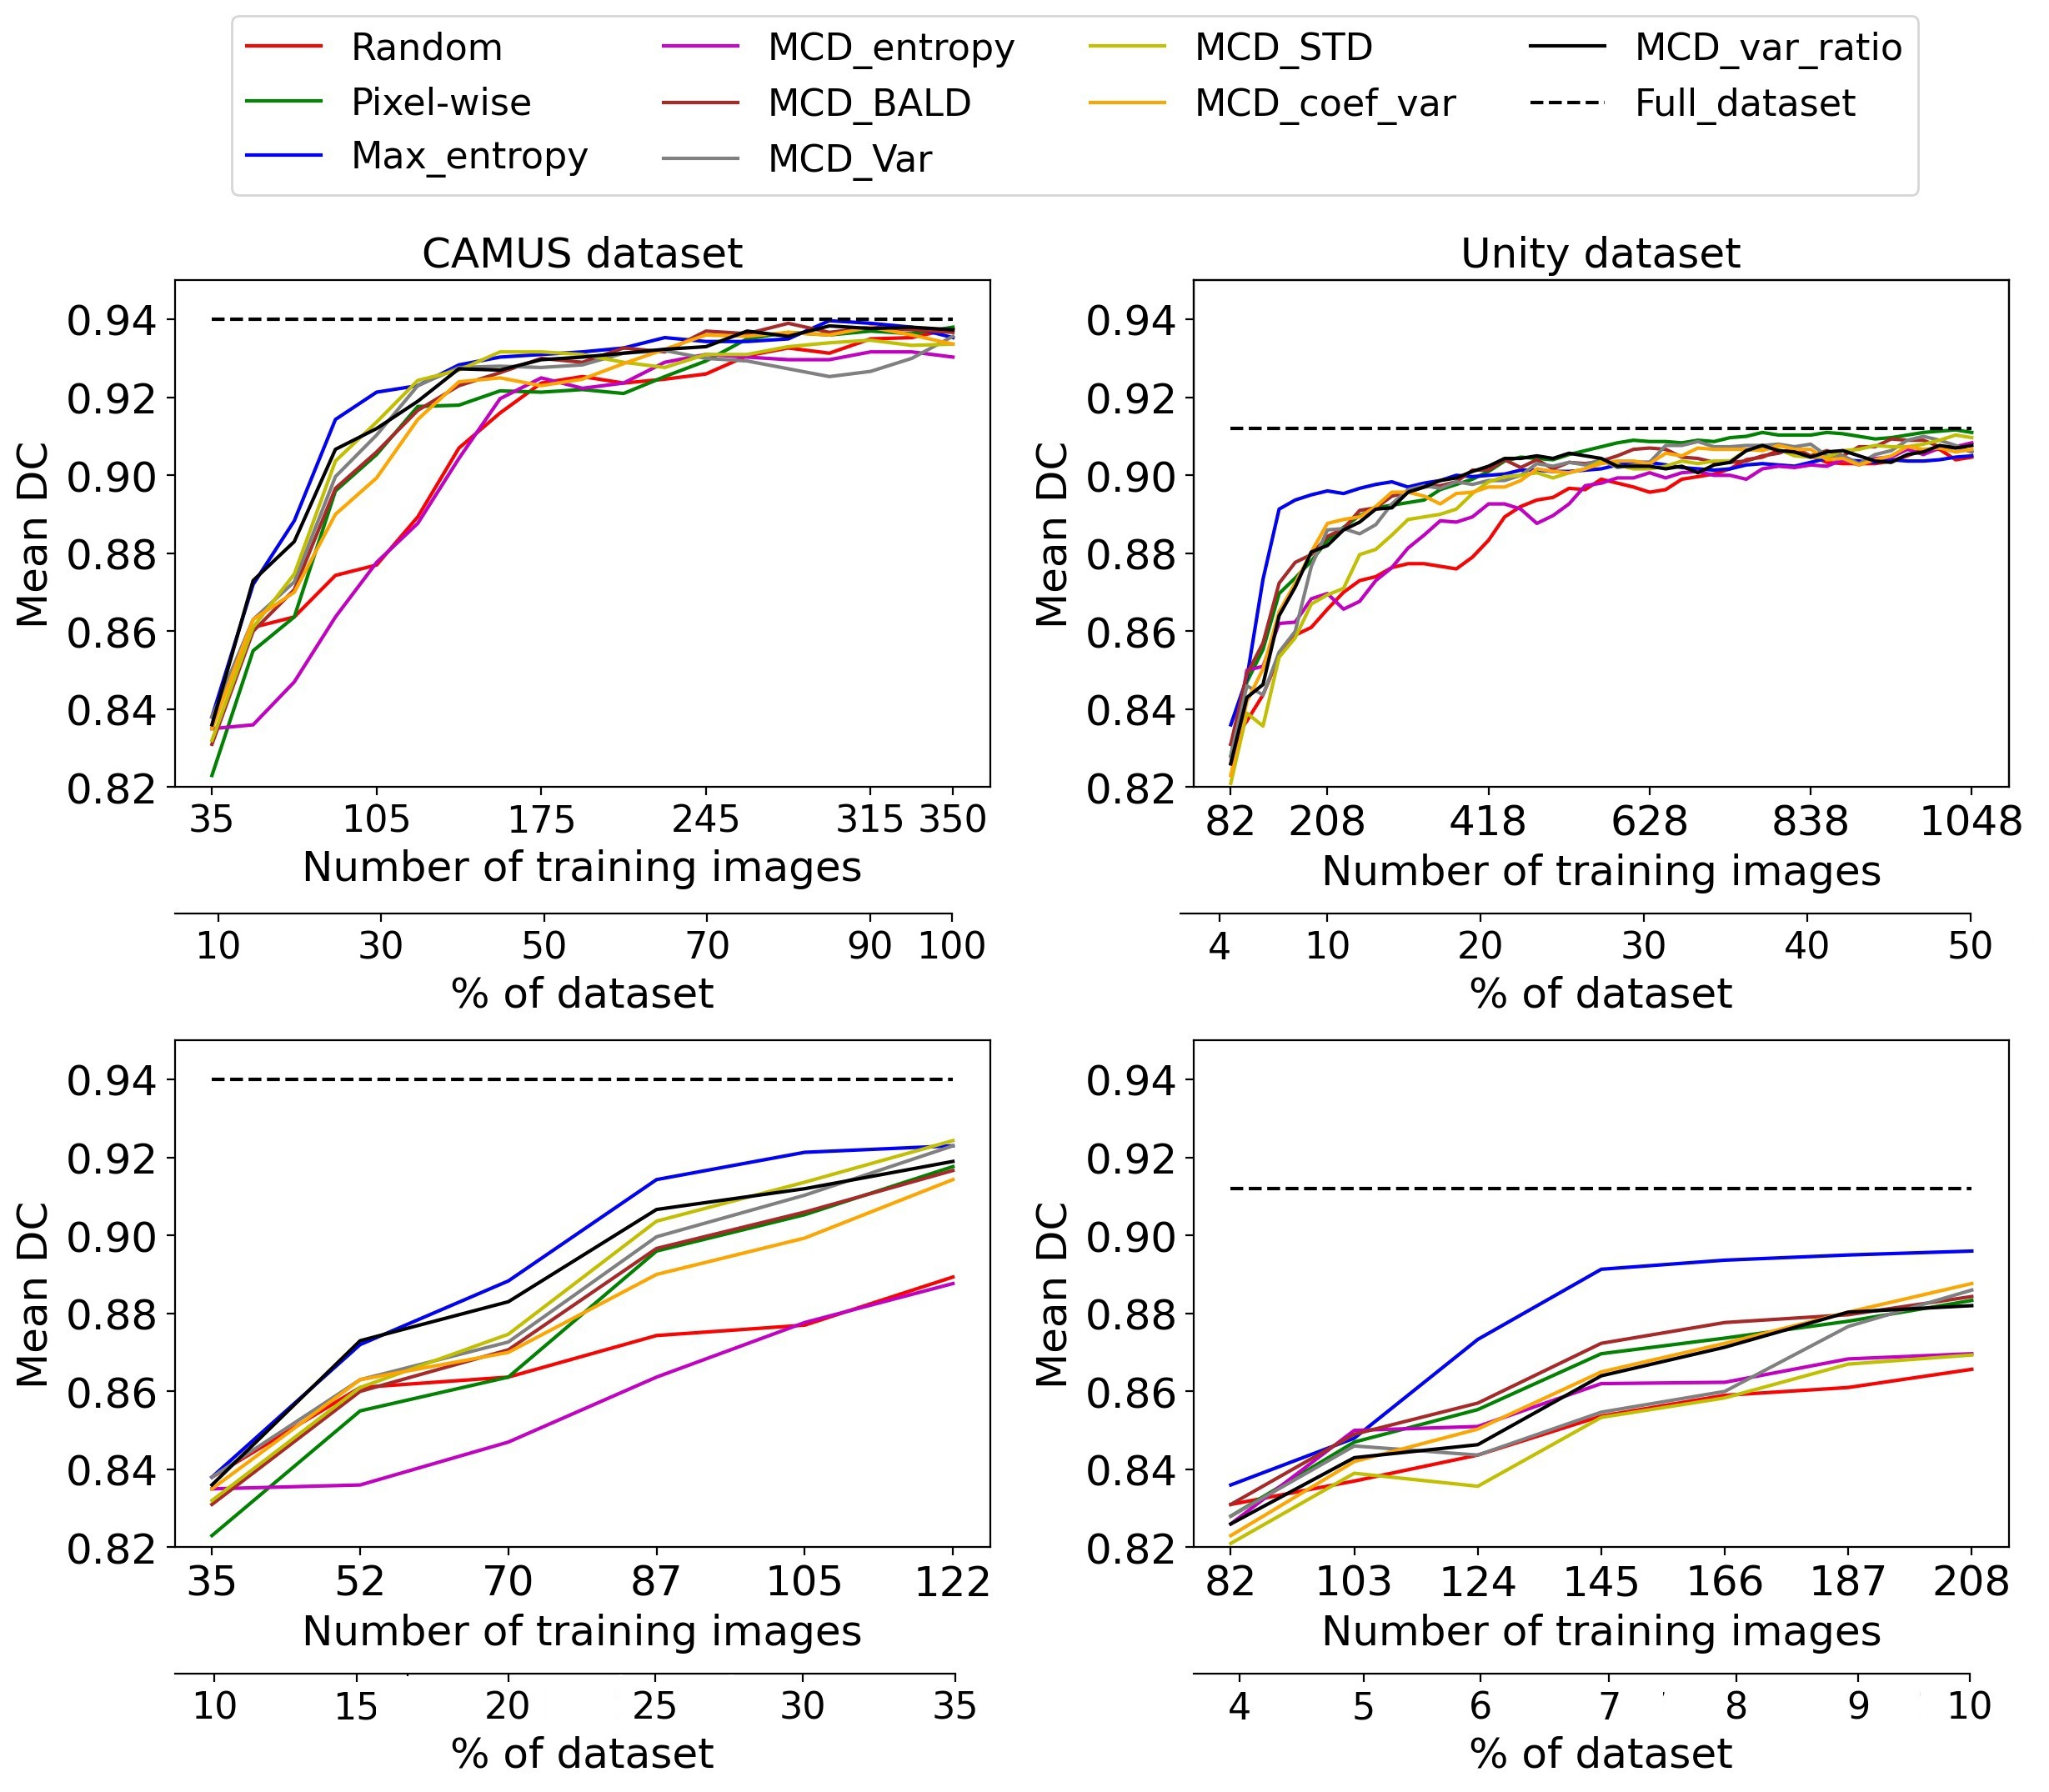 Random
Pixel-wise
Max_entropy
MCD_entropy
MCD_BALD
MCD_Var
MCD_STD
MCD_coef_var
MCD_var_ratio
Full_dataset
CAMUS dataset
Mean DC
0.94
0.92
0.90
0.88
0.86
0.84
0.82
35 105 175 245 315 350
Number of training images
10 30 50 70 90 100
% of dataset
Unity dataset
Mean DC
0.94
0.92
0.90
0.88
0.86
0.84
0.82
82 208 418 628 838 1048
Number of training images
4 10 20 30 40 50
% of dataset
Mean DC
0.94
0.92
0.90
0.88
0.86
0.84
0.82
35 52 70 87 105 122
Number of training images
10 15 20 25 30 35
% of dataset
Mean DC
0.94
0.92
0.90
0.88
0.86
0.84
0.82
82 103 124 145 166 187 208
Number of training images
4 5 6 7 8 9 10
% of dataset